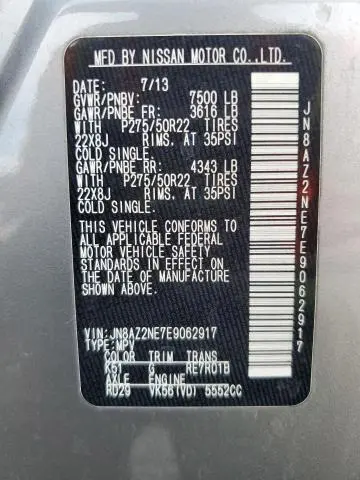 MFD BY NISSAN MOTOR CO.,LTD.
DATE: 7/13
GVWR/PNBV: 7500 LB
GAWR/PNBE FR: 3616 LB
WITH P275/50R22 TIRES
22X8J RIMS, AT 35PSI
COLD SINGLE.
GAWR/PNBE RR: 4343 LB
WITH P275/50R22 TIRES
22X8J RIMS, AT 35PSI
COLD SINGLE.
THIS VEHICLE CONFORMS TO
ALL APPLICABLE FEDERAL
MOTOR VEHICLE SAFETY
STANDARDS IN EFFECT ON
THE DATE OF MANUFACTURE
SHOWN ABOVE.
VIN:JN8AZ2NE7E9062917
TYPE:MPV
COLOR TRIM TRANS
K51 G RE7R01B
AXLE ENGINE
RD29 VK56(VD) 5552CC
JN8AZ2NE7E9062917